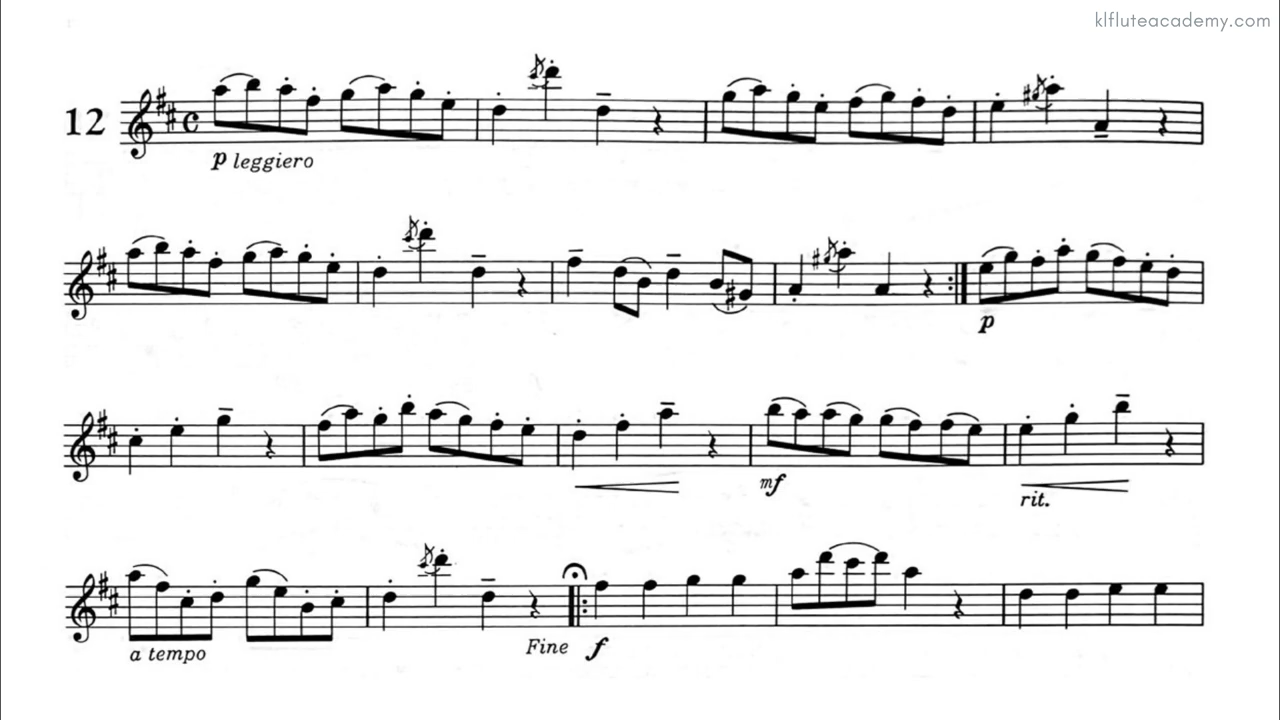 klfluteacademy.com
12
p leggiero
p
mf
rit.
a tempo
Fine
f